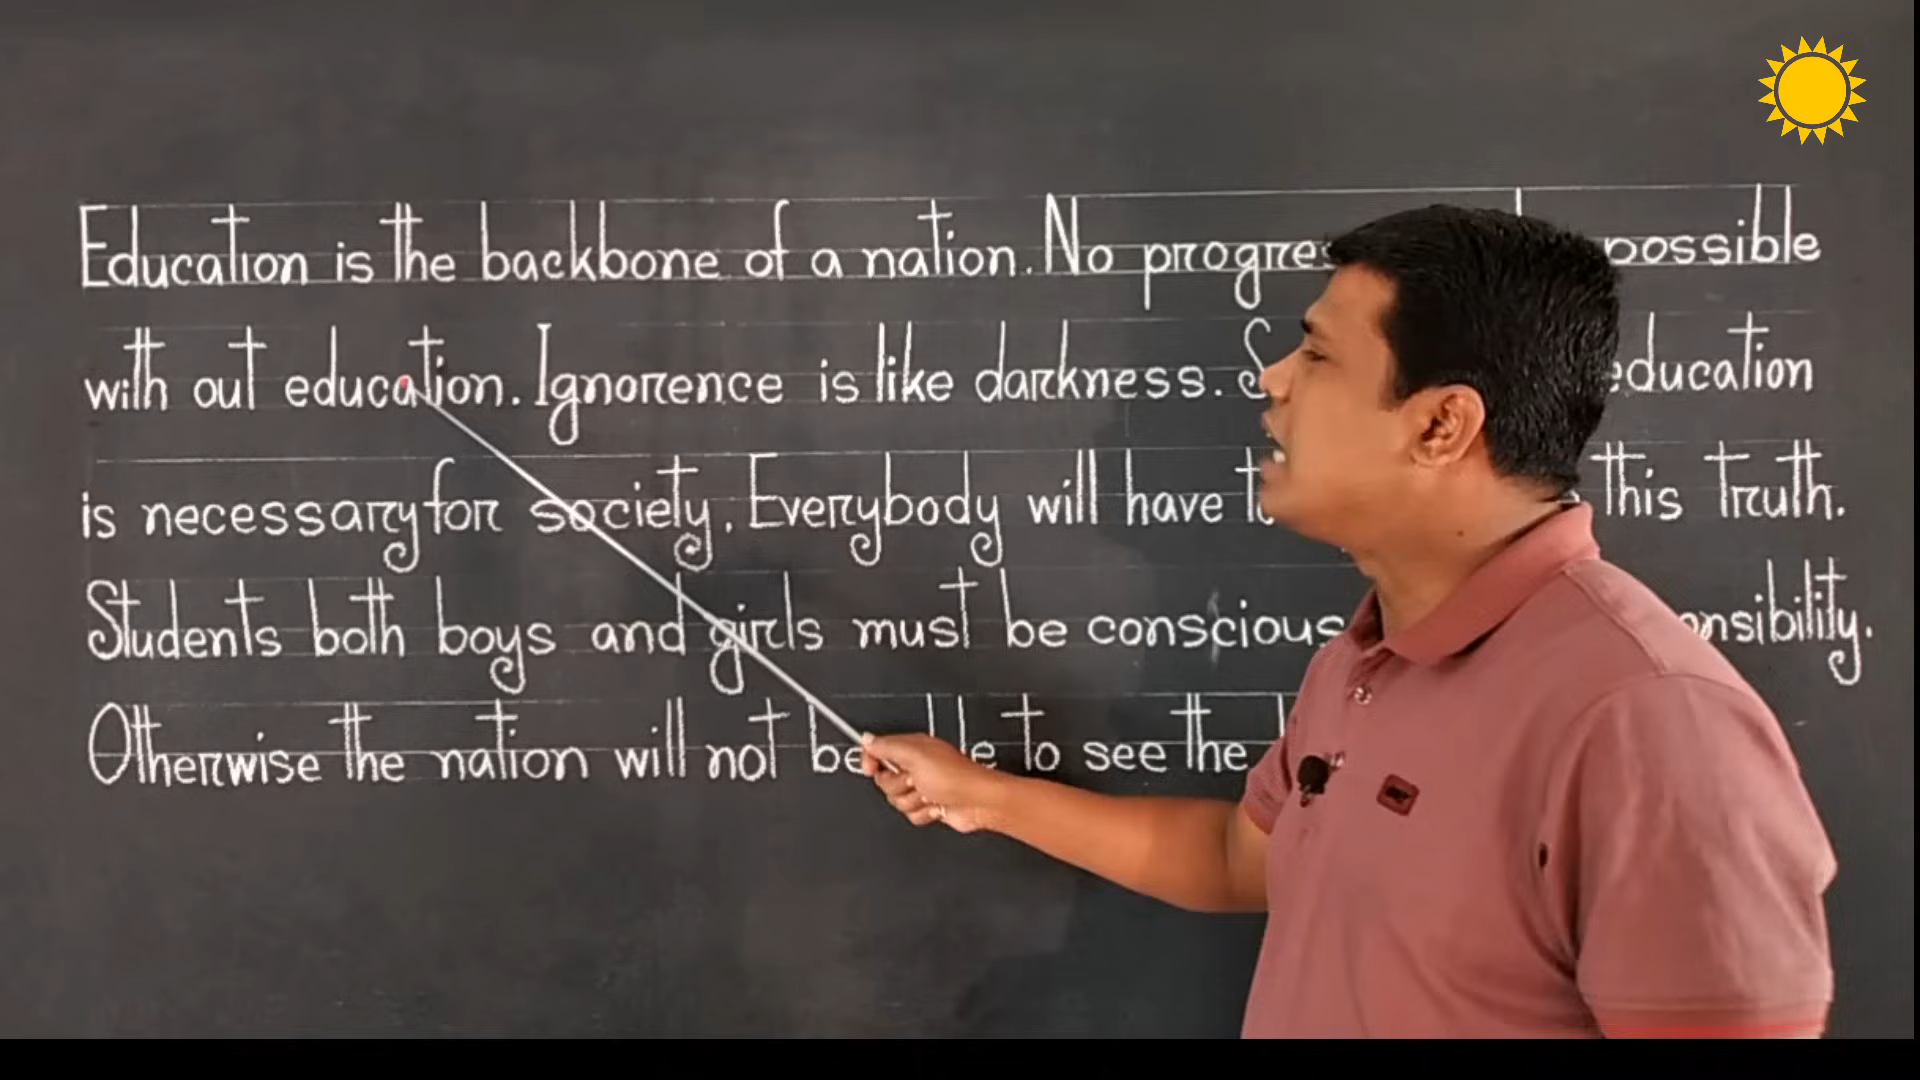 Education is the backbone of a nation. No possible
with out education. Ignorence is like darkness. education
is necessary for society. Everybody will have this truth.
Students both boys and girls must be conscious
Otherwise the nation will not to see the